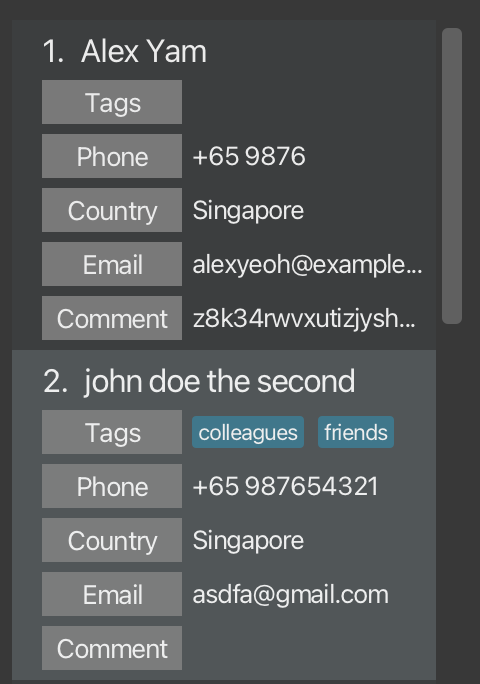 1. Alex Yam
Tags
Phone +65 9876
Country Singapore
Email alexyeoh@example...
Comment z8k34rwvxutizjysh...
2. john doe the second
Tags colleagues friends
Phone +65 987654321
Country Singapore
Email asdfa@gmail.com
Comment